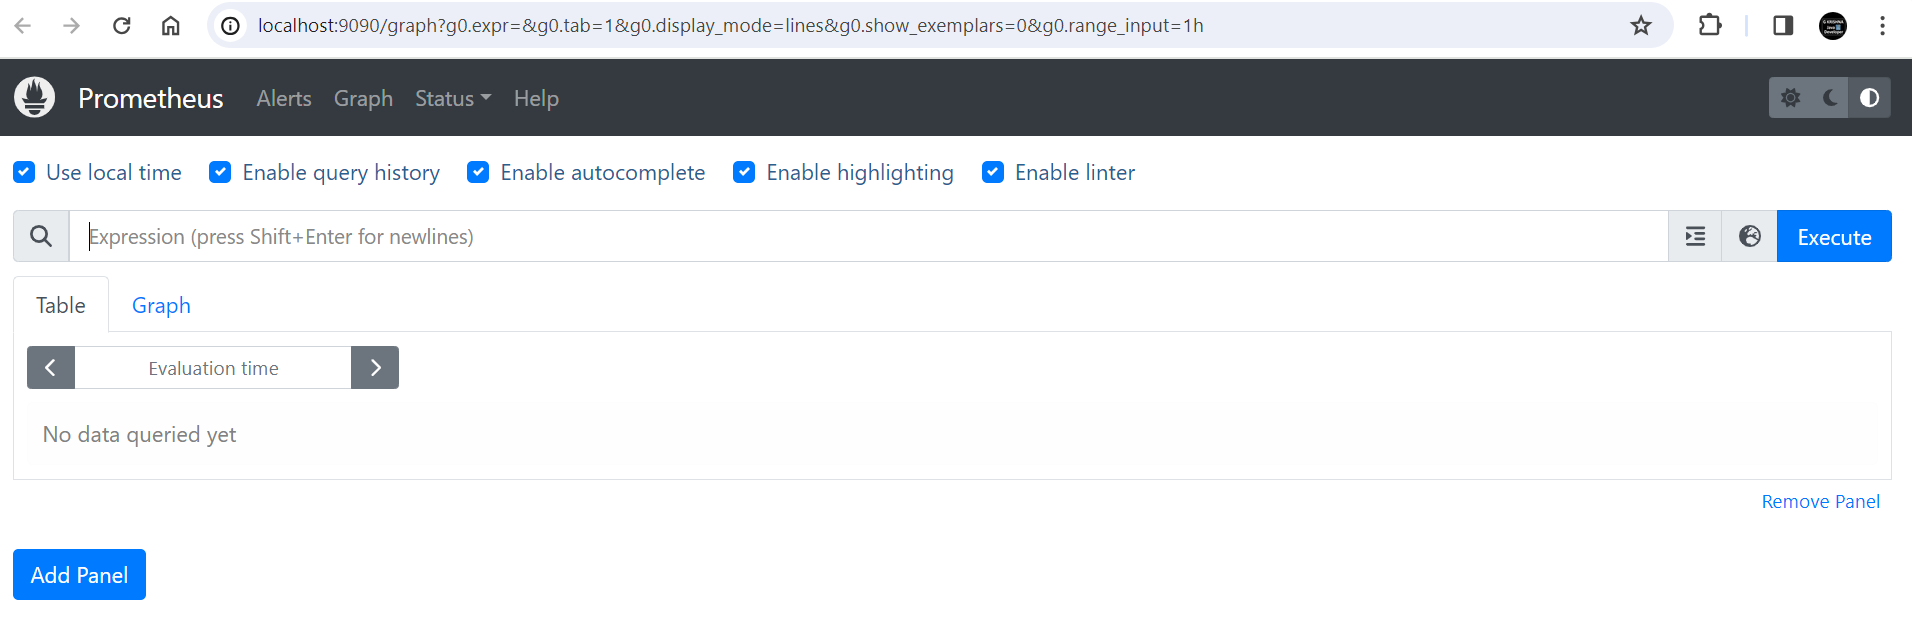 localhost:9090/graph?g0.expr=&g0.tab=1&g0.display_mode=lines&g0.show_exemplars=0&g0.range_input=1h
Prometheus Alerts Graph Status Help
Use local time Enable query history Enable autocomplete Enable highlighting Enable linter
Expression (press Shift+Enter for newlines) Execute
Table Graph
Evaluation time
No data queried yet
Remove Panel
Add Panel